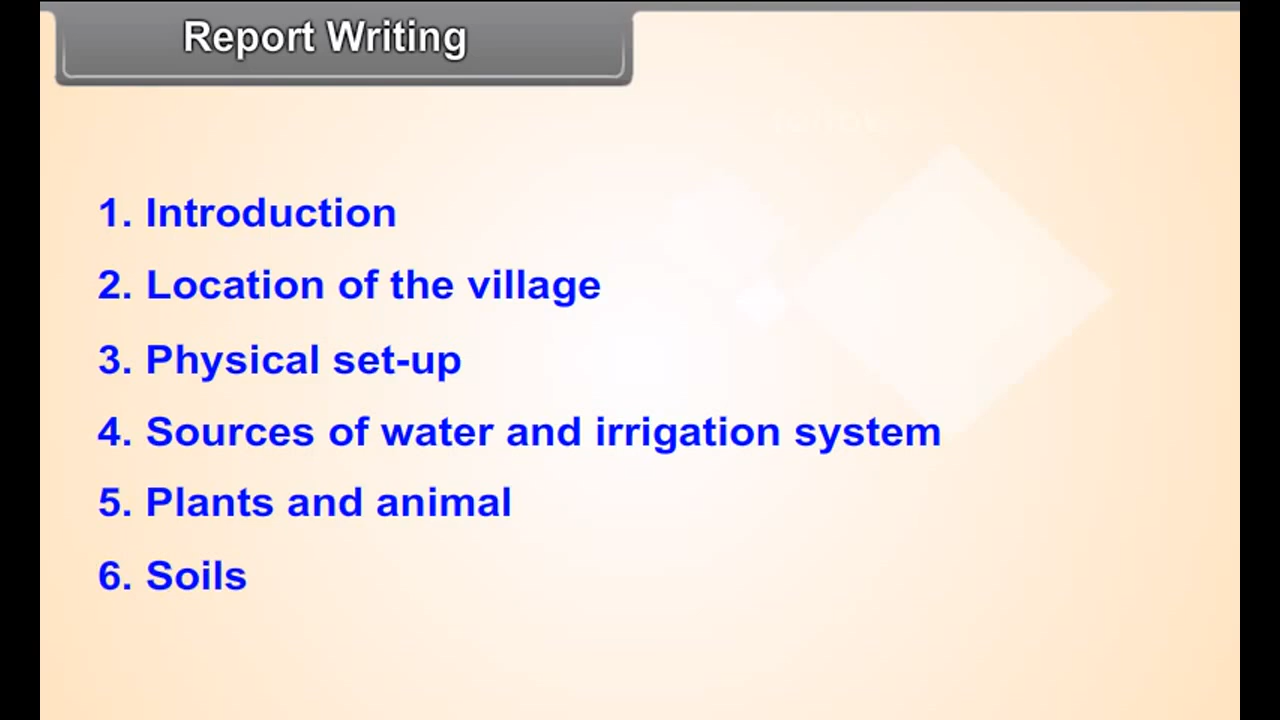 Report Writing
1. Introduction
2. Location of the village
3. Physical set-up
4. Sources of water and irrigation system
5. Plants and animal
6. Soils